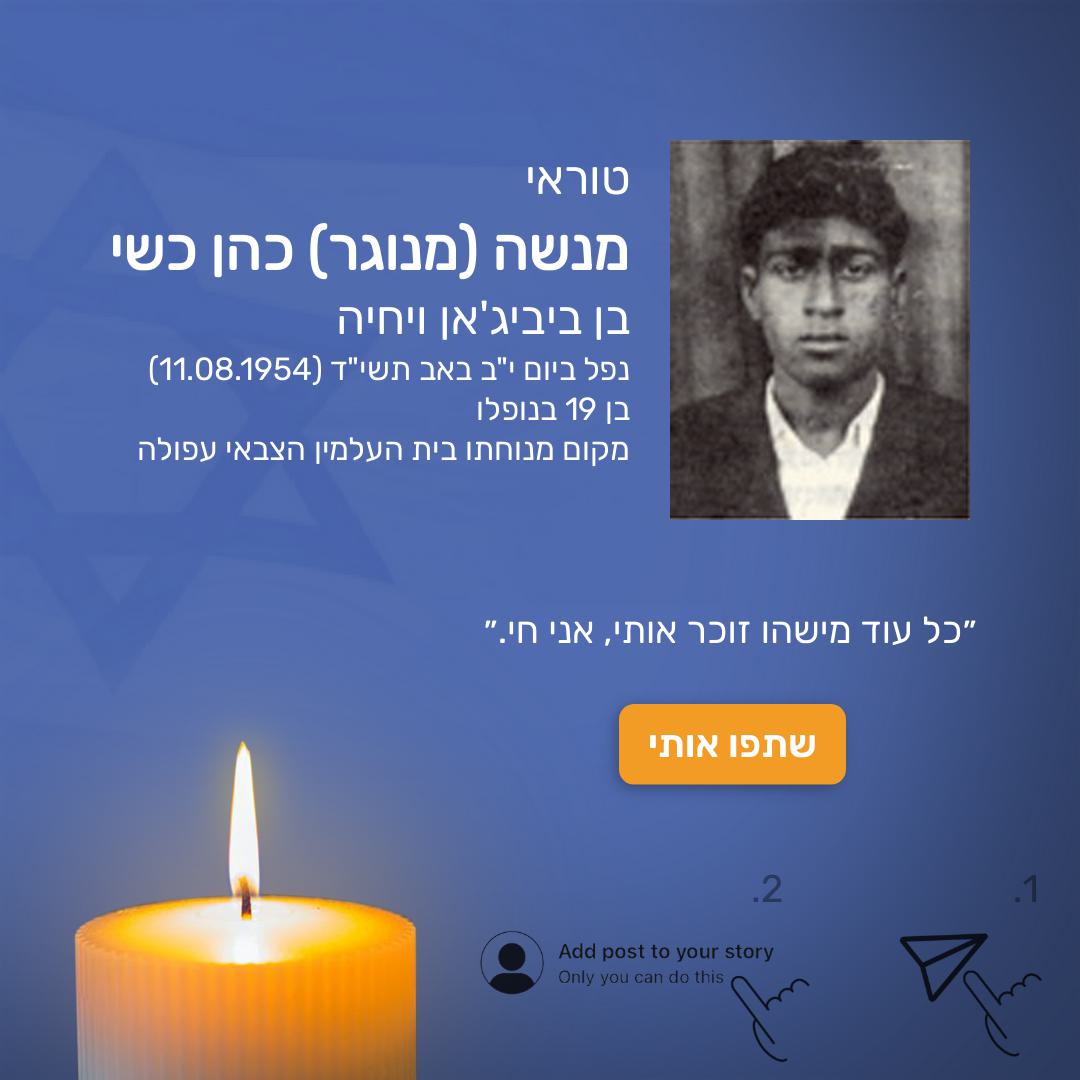 טוראי
מנשה (מנוגר) כהן כשי
בן ביביג'אן ויחיה
נפל ביום י"ב באב תשי"ד (11.08.1954)
בן 19 בנופלו
מקום מנוחתו בית העלמין הצבאי עפולה
״כל עוד מישהו זוכר אותי, אני חי.״
שתפו אותי
1.
2.
Add post to your story
Only you can do this